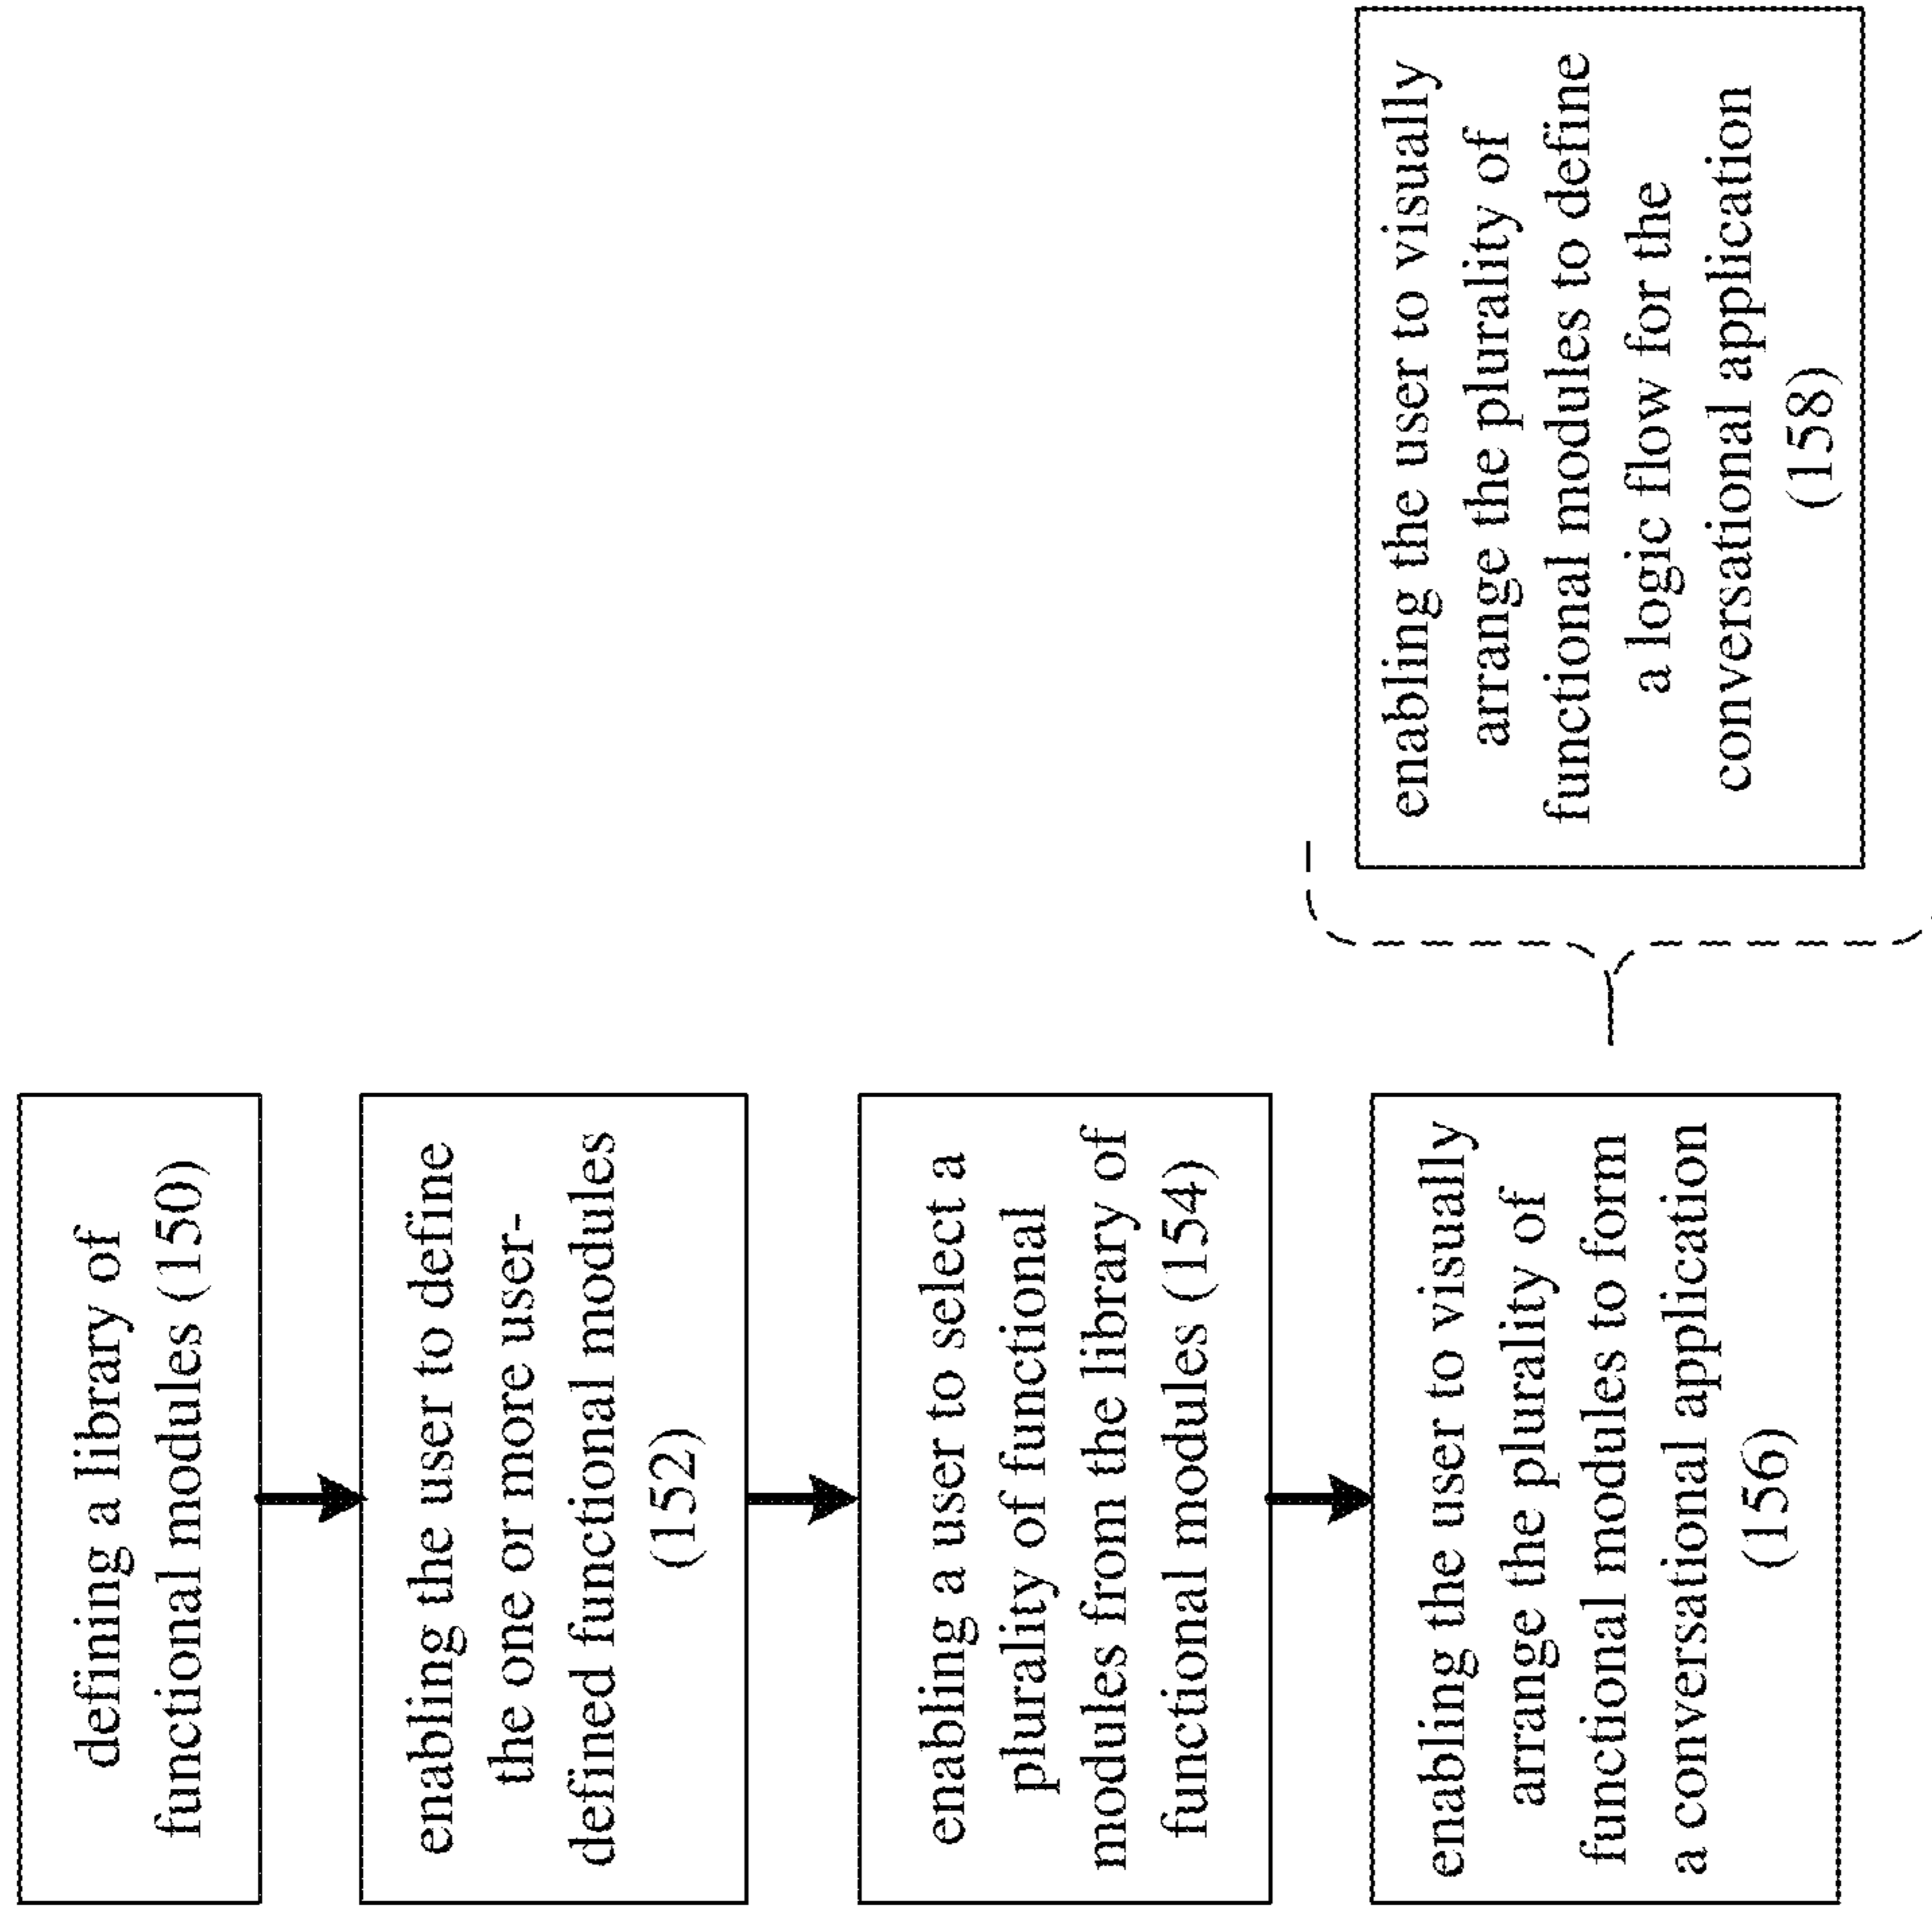 defining a library of
functional modules (150)
enabling the user to define
the one or more user-
defined functional modules
(152)
enabling a user to select a
plurality of functional
modules from the library of
functional modules (154)
enabling the user to visually
arrange the plurality of
functional modules to form
a conversational application
(156)
enabling the user to visually
arrange the plurality of
functional modules to define
a logic flow for the
conversational application
(158)